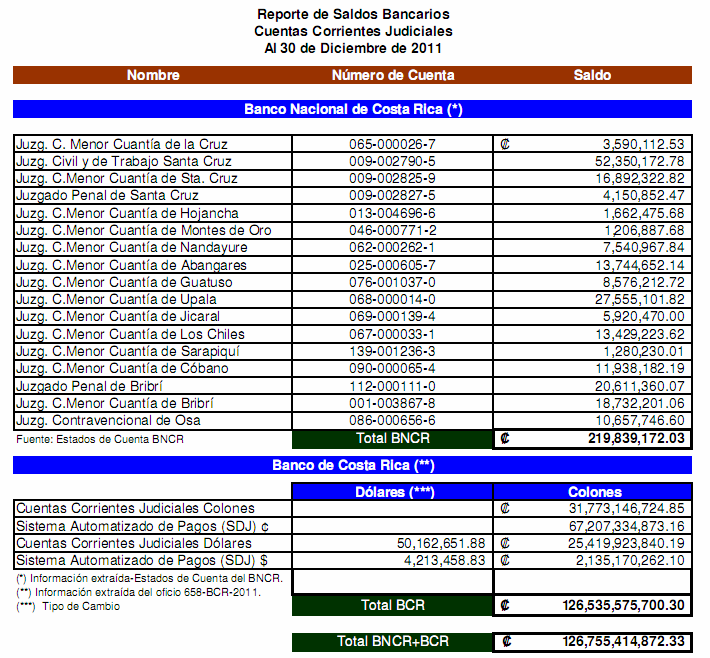 Reporte de Saldos Bancarios
Cuentas Corrientes Judiciales
Al 30 de Diciembre de 2011
Nombre Número de Cuenta Saldo
Banco Nacional de Costa Rica (*)
Juzg. C. Menor Cuantía de la Cruz 065-000026-7 ₡ 3,590,112.53
Juzg. Civil y de Trabajo Santa Cruz 009-002790-5 52,350,172.78
Juzg. C.Menor Cuantía de Sta. Cruz 009-002825-9 16,892,322.82
Juzgado Penal de Santa Cruz 009-002827-5 4,150,852.47
Juzg. C.Menor Cuantía de Hojancha 013-004696-6 1,662,475.68
Juzg. C.Menor Cuantía de Montes de Oro 046-000771-2 1,206,887.68
Juzg. C.Menor Cuantía de Nandayure 062-000262-1 7,540,967.84
Juzg. C.Menor Cuantía de Abangares 025-000605-7 13,744,652.14
Juzg. C.Menor Cuantía de Guatuso 076-001037-0 8,576,212.72
Juzg. C.Menor Cuantía de Upala 068-000014-0 27,555,101.82
Juzg. C.Menor Cuantía de Jicaral 069-000139-4 5,920,470.00
Juzg. C.Menor Cuantía de Los Chiles 067-000033-1 13,429,223.62
Juzg. C.Menor Cuantía de Sarapiquí 139-001236-3 1,280,230.01
Juzg. C.Menor Cuantía de Cóbano 090-000065-4 11,938,182.19
Juzgado Penal de Bribrí 112-000111-0 20,611,360.07
Juzg. C.Menor Cuantía de Bribrí 001-003867-8 18,732,201.06
Juzg. Contravencional de Osa 086-000656-6 10,657,746.60
Fuente: Estados de Cuenta BNCR Total BNCR ₡ 219,839,172.03
Banco de Costa Rica (**)
Dólares (***) Colones
Cuentas Corrientes Judiciales Colones ₡ 31,773,146,724.85
Sistema Automatizado de Pagos (SDJ) ¢ 67,207,334,873.16
Cuentas Corrientes Judiciales Dólares 50,162,651.88 ₡ 25,419,923,840.19
Sistema Automatizado de Pagos (SDJ) $ 4,213,458.83 ₡ 2,135,170,262.10
(*) Información extraída-Estados de Cuenta del BNCR.
(**) Información extraída del oficio 658-BCR-2011.
(***) Tipo de Cambio Total BCR ₡ 126,535,575,700.30
Total BNCR+BCR ₡ 126,755,414,872.33